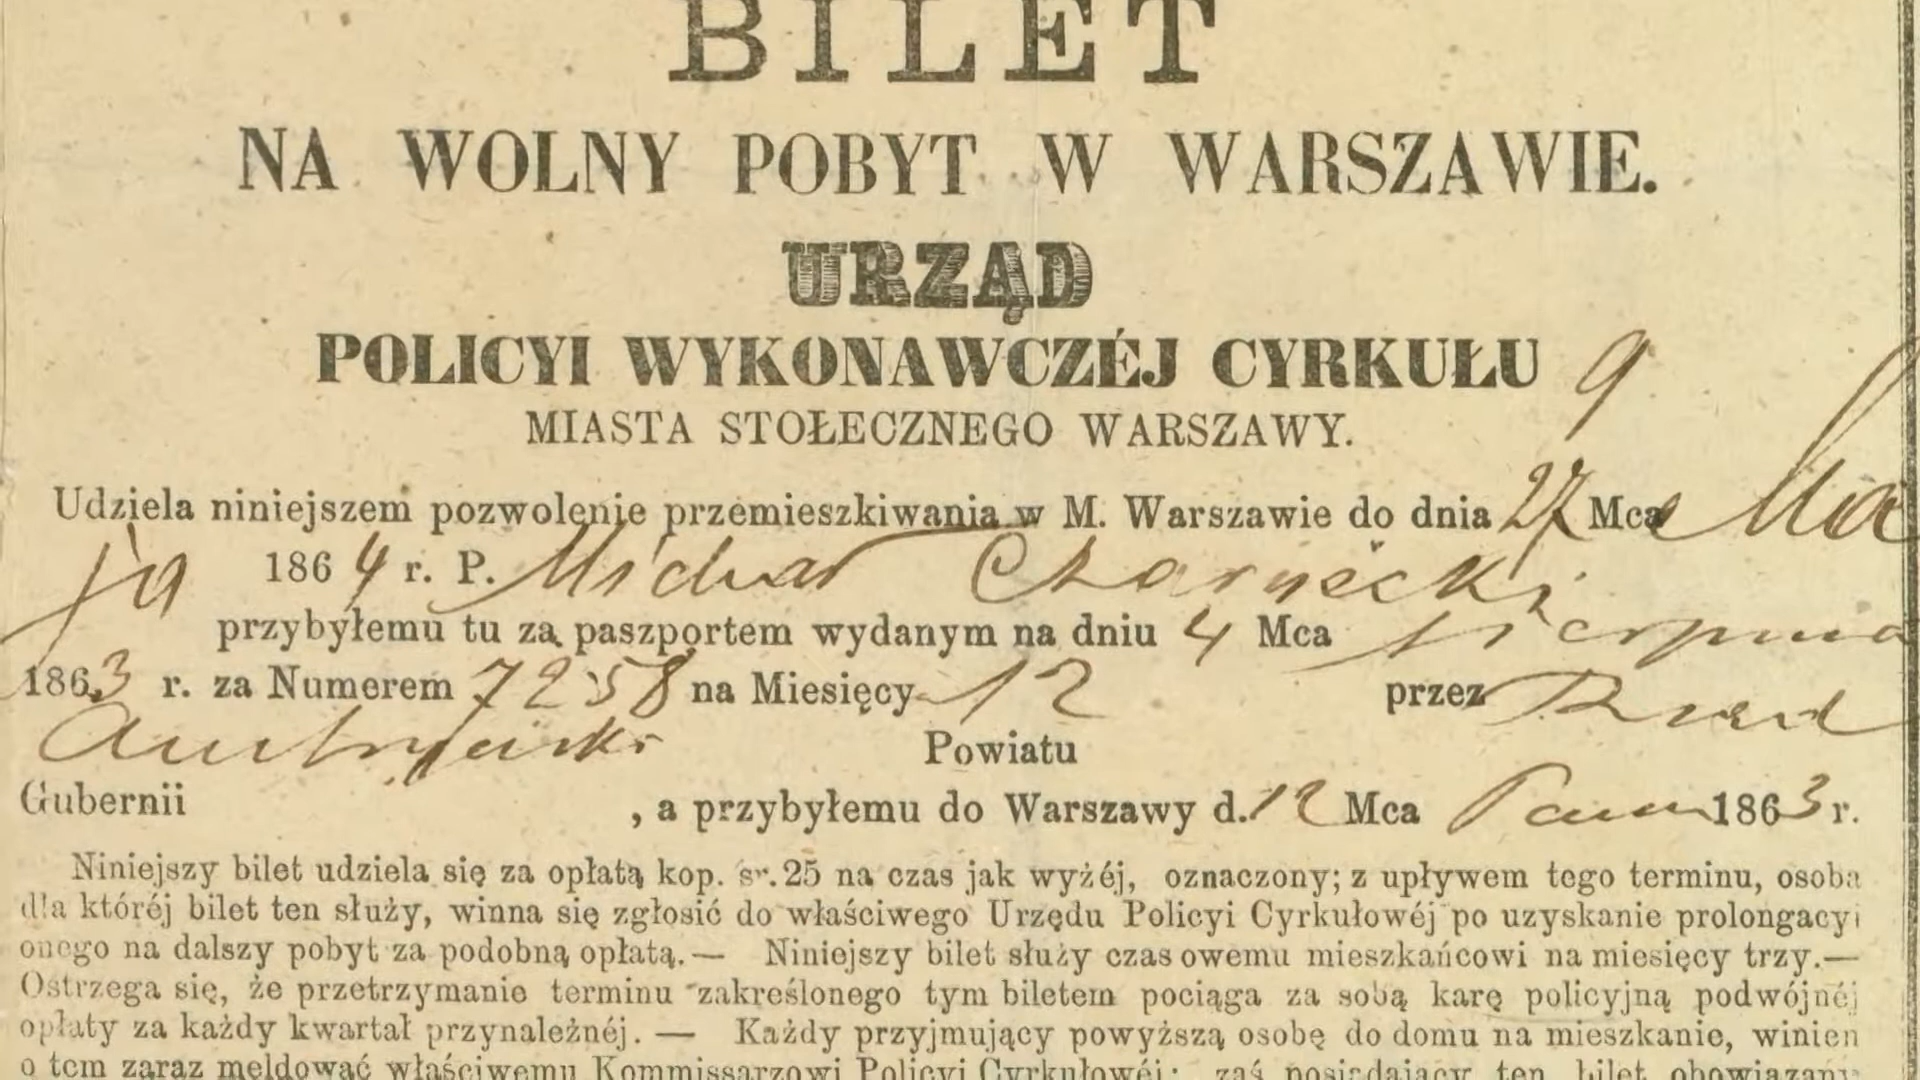 BILET
NA WOLNY POBYT W WARSZAWIE.
URZĄD
POLICYI WYKONAWCZÉJ CYRKUŁU 9
MIASTA STOŁECZNEGO WARSZAWY.
Udziela niniejszem pozwolenie przemieszkiwania w M. Warszawie do dnia 27 Mca Ma
ja 1864 r. P. Michał Czarnecki
przybyłemu tu za paszportem wydanym na dniu 4 Mca sierpnia
1863 r. za Numerem 7258 na Miesięcy 12 przez Rząd
Austryacki Powiatu
Gubernii , a przybyłemu do Warszawy d. 12 Mca 1863 r.
Niniejszy bilet udziela się za opłatą kop. sr. 25 na czas jak wyżéj, oznaczony; z upływem tego terminu, osoba
dla któréj bilet ten służy, winna się zgłosić do właściwego Urzędu Policyi Cyrkułowéj po uzyskanie prolongacyi
onego na dalszy pobyt za podobną opłatą.— Niniejszy bilet służy czasowemu mieszkańcowi na miesięcy trzy.—
Ostrzega się, że przetrzymanie terminu zakreślonego tym biletem pociąga za sobą karę policyjną podwójnéj
opłaty za każdy kwartał przynależnéj. — Każdy przyjmujący powyższą osobę do domu na mieszkanie, winien
o tem zaraz meldować właściwemu Kommissarzowi Policyi Cyrkułowéj; zaś posiadający ten bilet obowiązany